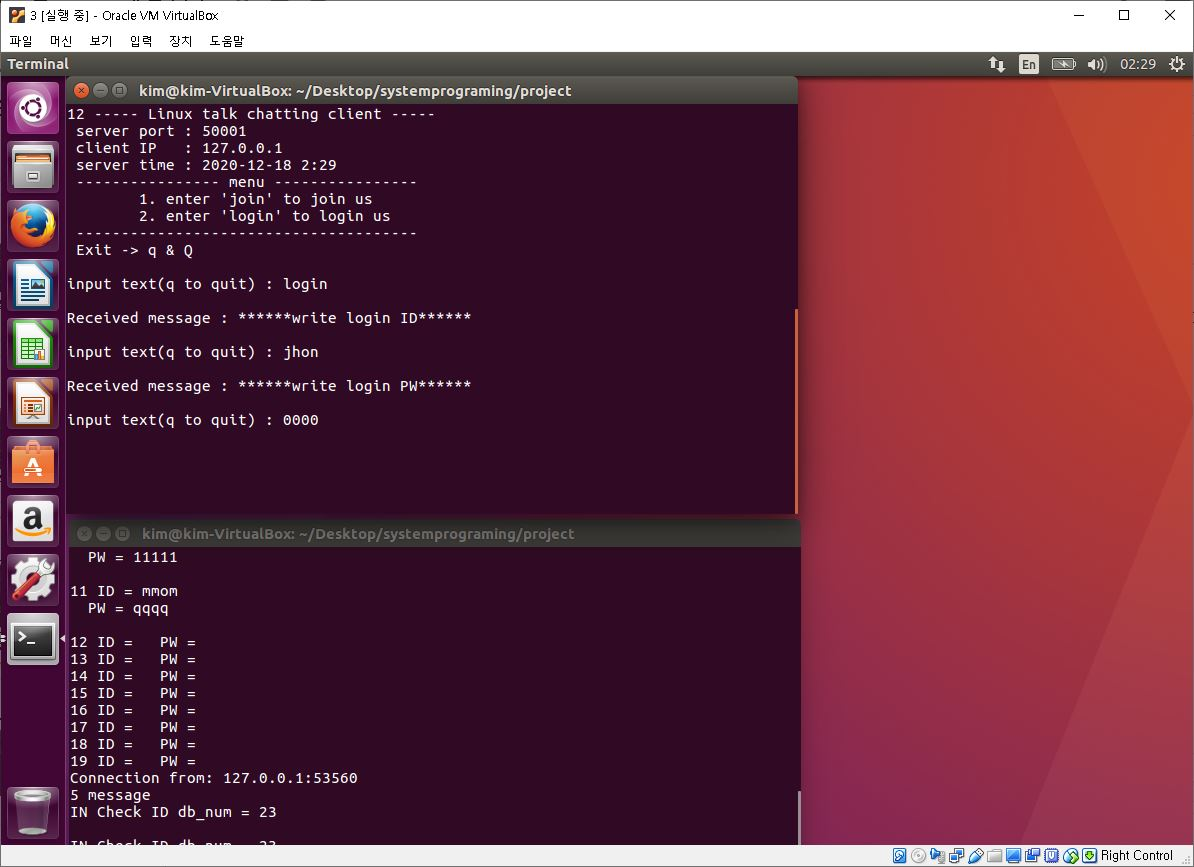 3 [실행 중] - Oracle VM VirtualBox
파일 머신 보기 입력 장치 도움말
Terminal En 02:29
kim@kim-VirtualBox: ~/Desktop/systemprograming/project
12 ----- Linux talk chatting client -----
server port : 50001
client IP   : 127.0.0.1
server time : 2020-12-18 2:29
---------------- menu ----------------
1. enter 'join' to join us
2. enter 'login' to login us
--------------------------------------
Exit -> q & Q
input text(q to quit) : login
Received message : ******write login ID******
input text(q to quit) : jhon
Received message : ******write login PW******
input text(q to quit) : 0000
kim@kim-VirtualBox: ~/Desktop/systemprograming/project
PW = 11111
11 ID = mmom
PW = qqqq
12 ID =   PW =
13 ID =   PW =
14 ID =   PW =
15 ID =   PW =
16 ID =   PW =
17 ID =   PW =
18 ID =   PW =
19 ID =   PW =
Connection from: 127.0.0.1:53560
5 message
IN Check ID db_num = 23
IN Check ID db_num = 23
Right Control